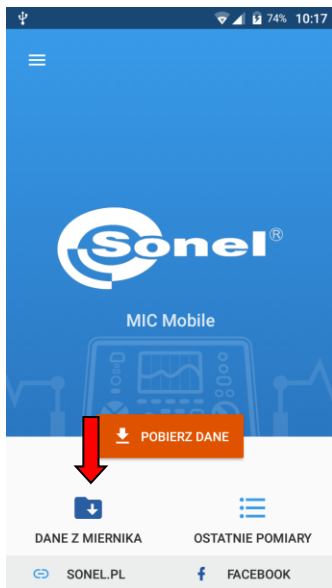 74% 10:17
Sonel®
MIC Mobile
POBIERZ DANE
DANE Z MIERNIKA
OSTATNIE POMIARY
SONEL.PL
FACEBOOK